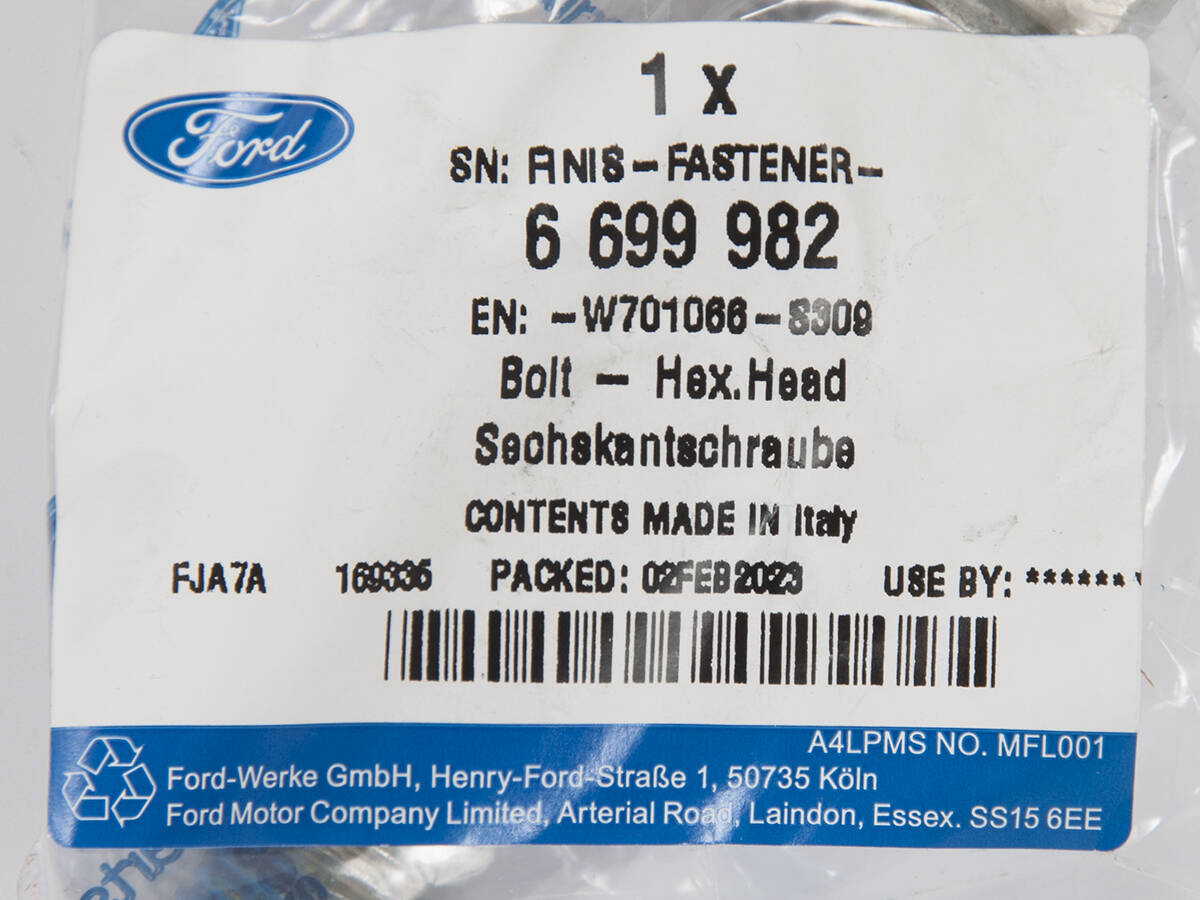 Ford
1 x
SN: FINIS-FASTENER-
6 699 982
EN: -W701066-S309
Bolt - Hex.Head
Sechskantschraube
CONTENTS MADE IN Italy
FJA7A 169336 PACKED: 02FEB2023 USE BY: ******
A4LPMS NO. MFL001
Ford-Werke GmbH, Henry-Ford-Straße 1, 50735 Köln
Ford Motor Company Limited, Arterial Road, Laindon, Essex. SS15 6EE